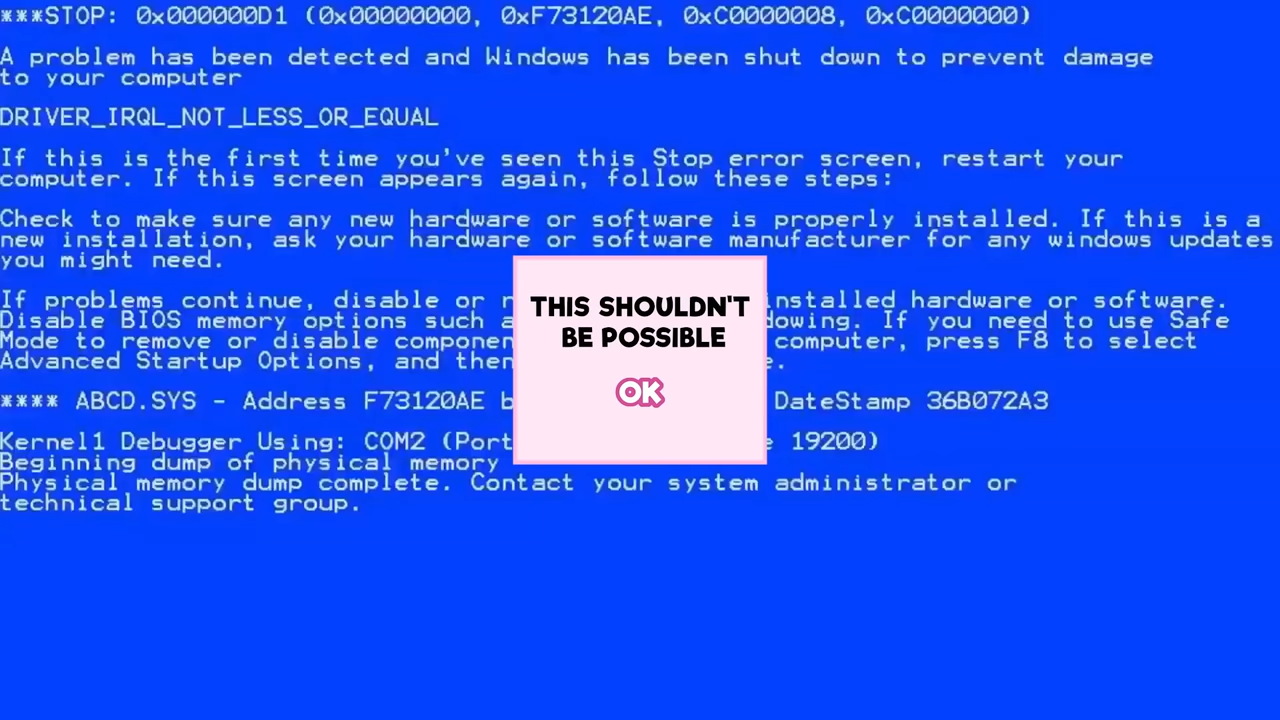 ***STOP: 0x000000D1 (0x00000000, 0xF73120AE, 0xC0000008, 0xC0000000)
A problem has been detected and Windows has been shut down to prevent damage
to your computer
DRIVER_IRQL_NOT_LESS_OR_EQUAL
If this is the first time you've seen this Stop error screen, restart your
computer. If this screen appears again, follow these steps:
Check to make sure any new hardware or software is properly installed. If this is a
new installation, ask your hardware or software manufacturer for any windows updates
you might need.
If problems continue, disable or installed hardware or software.
Disable BIOS memory options such If you need to use Safe
Mode to remove or disable computer, press F8 to select
Advanced Startup Options, and then
**** ABCD.SYS - Address F73120AE DateStamp 36B072A3
Kernel1 Debugger Using: COM2 (Port 19200)
Beginning dump of physical memory
Physical memory dump complete. Contact your system administrator or
technical support group.
THIS SHOULDN'T
BE POSSIBLE
OK